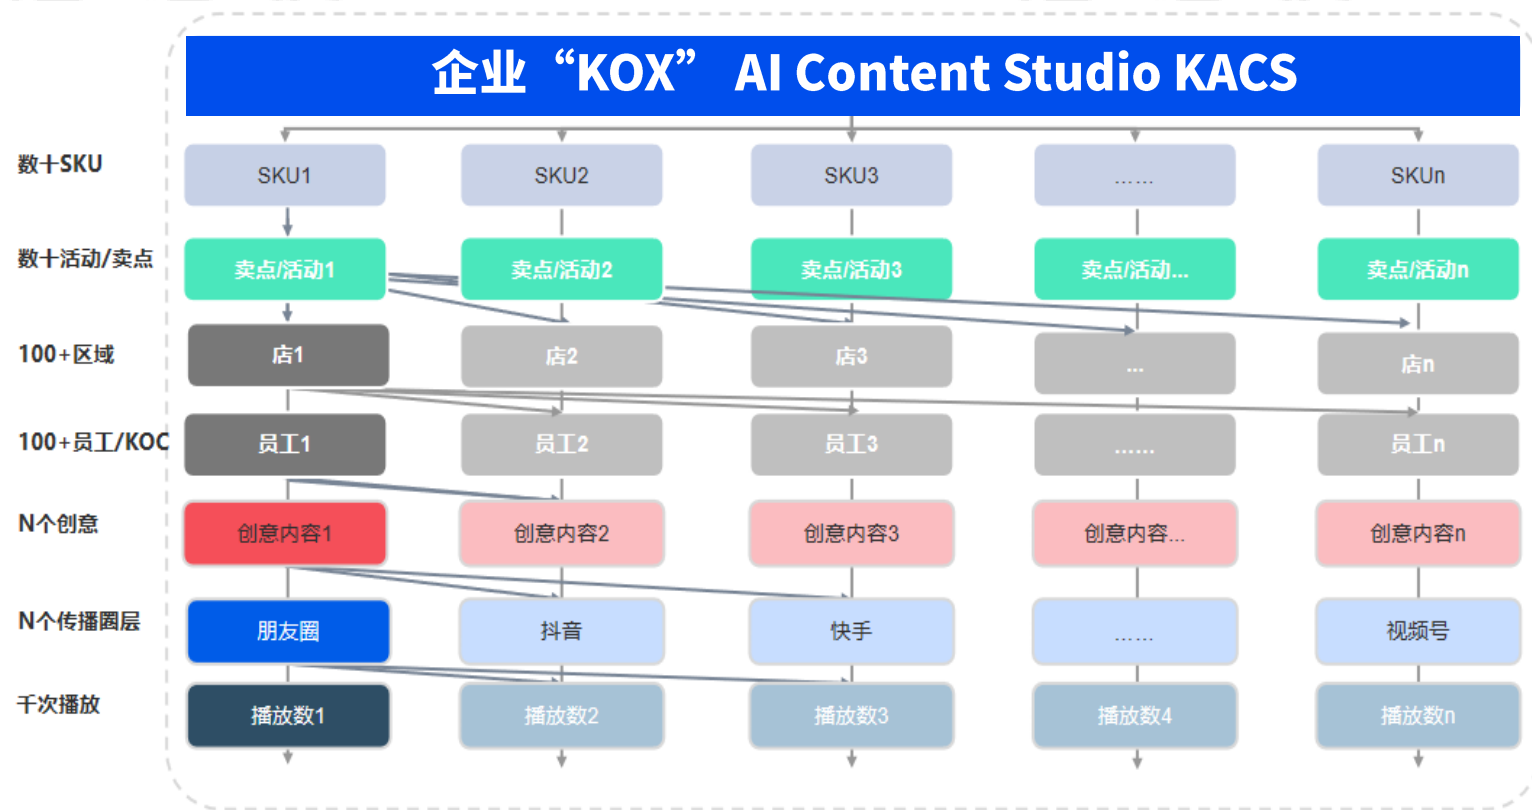 企业“KOX” AI Content Studio KACS
数十SKU
SKU1
SKU2
SKU3
……
SKUn
数十活动/卖点
卖点/活动1
卖点/活动2
卖点/活动3
卖点/活动...
卖点/活动n
100+区域
店1
店2
店3
...
店n
100+员工/KOC
员工1
员工2
员工3
……
员工n
N个创意
创意内容1
创意内容2
创意内容3
创意内容...
创意内容n
N个传播圈层
朋友圈
抖音
快手
……
视频号
千次播放
播放数1
播放数2
播放数3
播放数4
播放数n